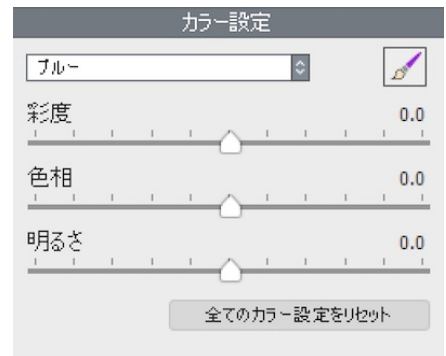 カラー設定
ブルー
彩度 0.0
色相 0.0
明るさ 0.0
全てのカラー設定をリセット